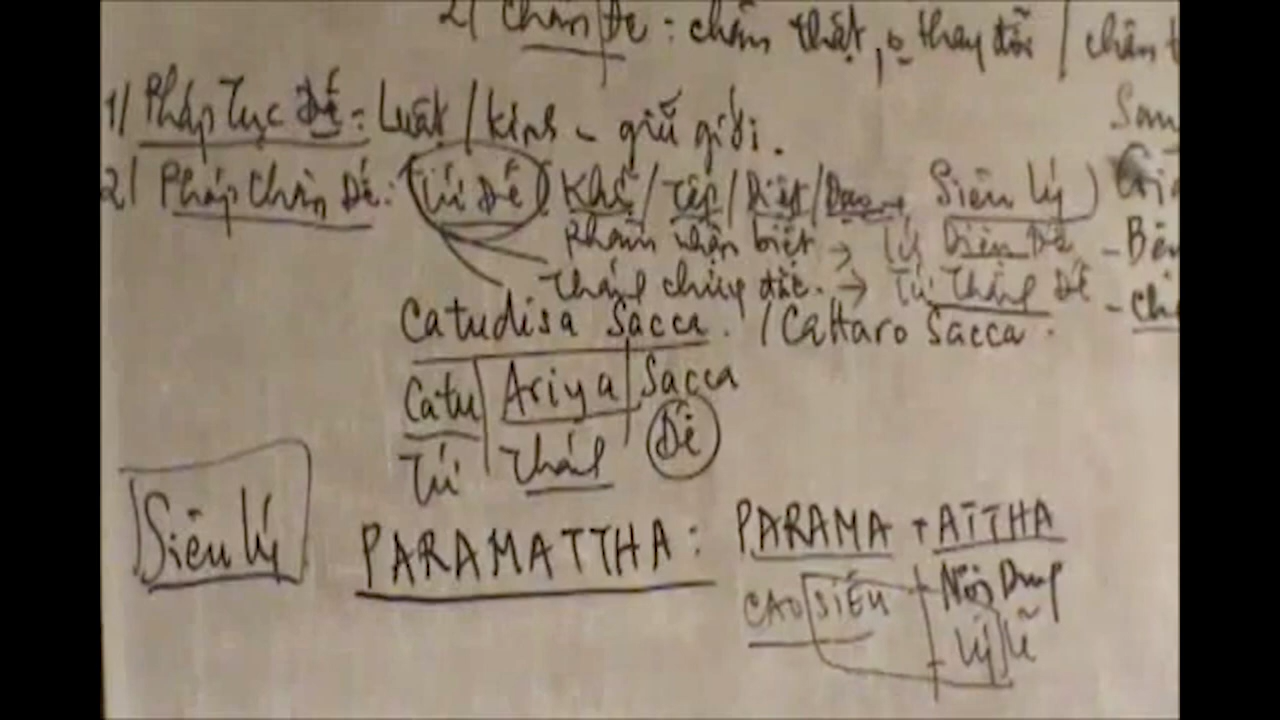 2/ Chân Đế : chân thật, o thay đổi / chân
1/ Pháp Tục Đế : Luật / Kinh - giữ giới.
2/ Pháp Chân Đế : Tứ Đế Khổ / Tập / Diệt / Đạo → Siêu Lý
Phàm nhân biết → Tứ Diệu Đế - Bên
Thánh chứng đắc. → Tứ Thánh Đế
Catudisa Sacca. / Cattaro Sacca.
Catu Ariya Sacca
Tứ Thánh Đế
Siêu lý
PARAMATTHA : PARAMA + ATTHA
CAO SIÊU Nội Dung
Lý lẽ